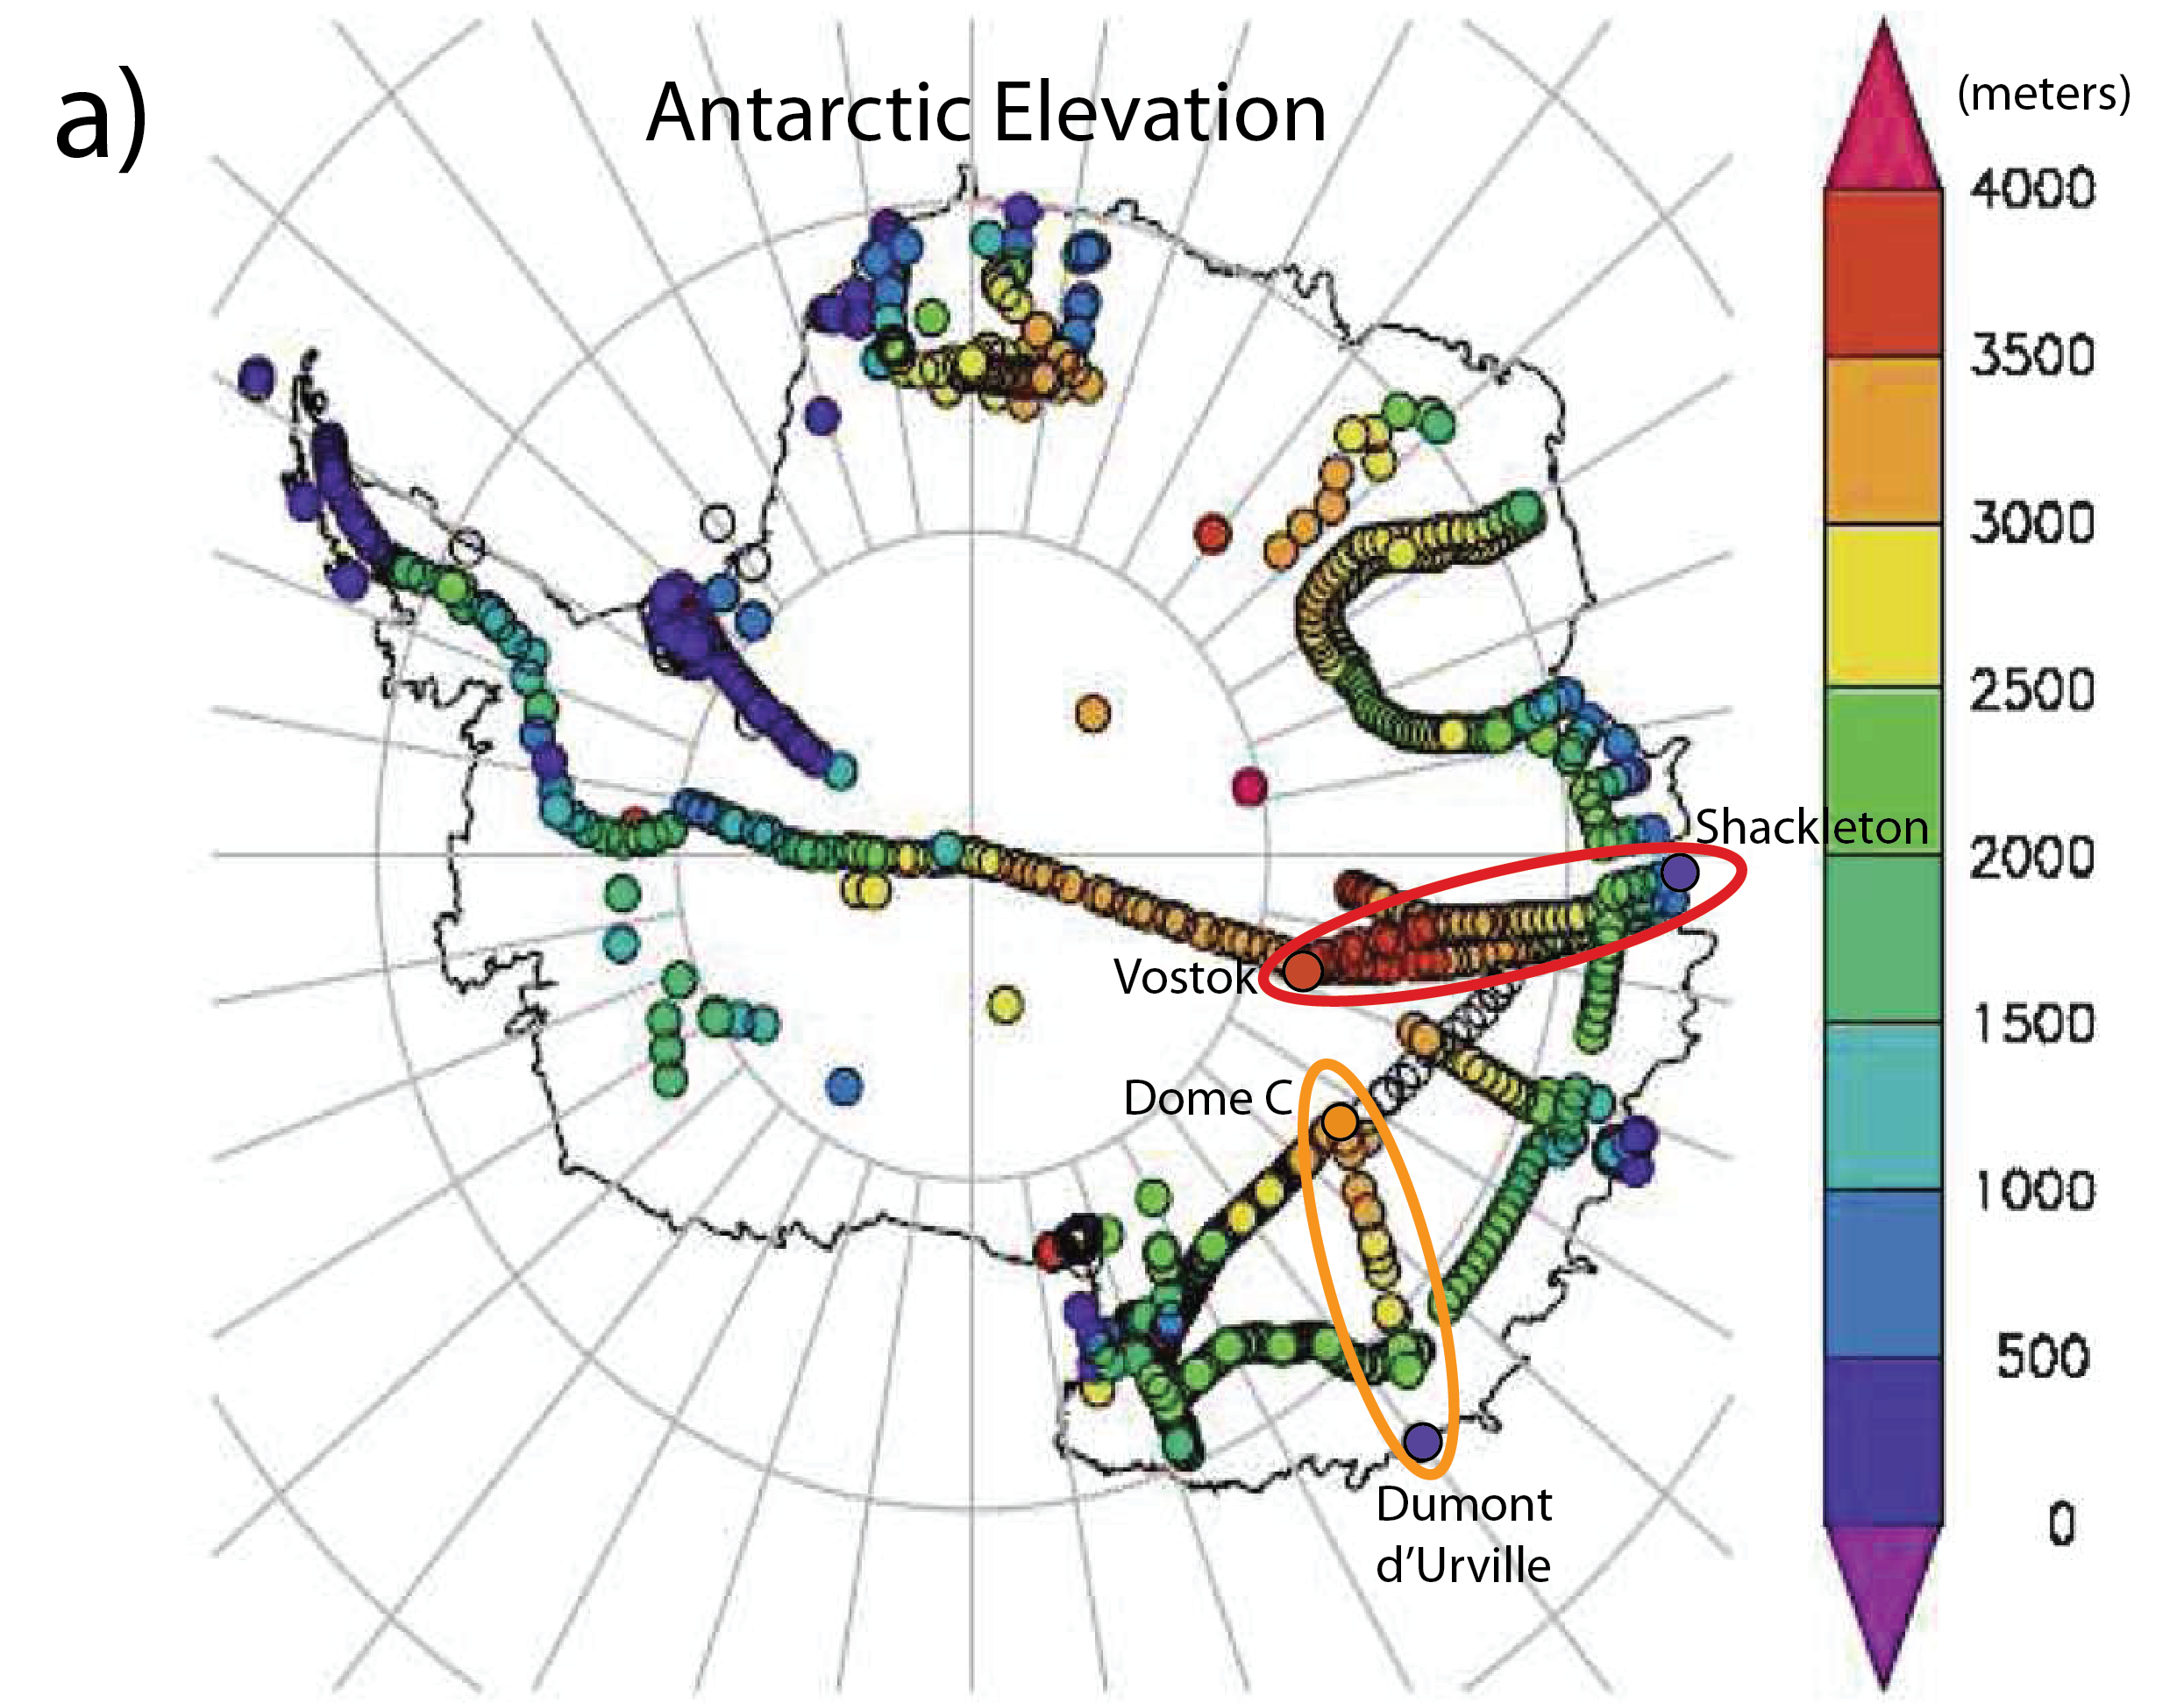 a)
Antarctic Elevation
(meters)
4000
3500
3000
2500
2000
1500
1000
500
0
Shackleton
Vostok
Dome C
Dumont
d’Urville